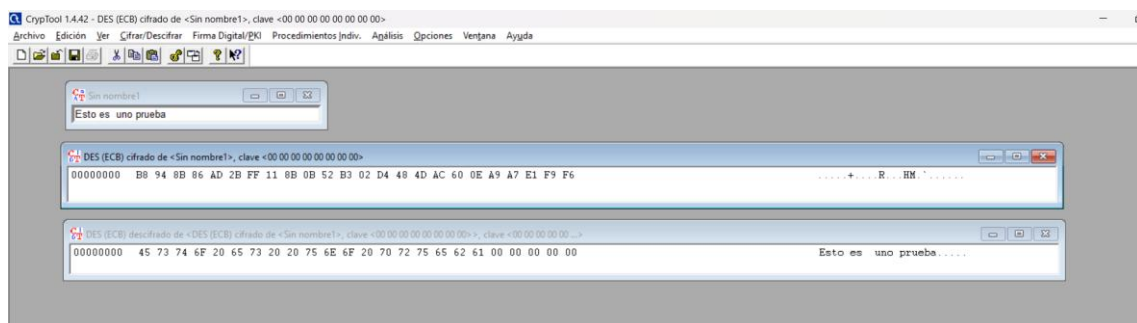 CrypTool 1.4.42 - DES (ECB) cifrado de <Sin nombre1>, clave <00 00 00 00 00 00 00 00>
Archivo Edición Ver Cifrar/Descifrar Firma Digital/PKI Procedimientos Indiv. Análisis Opciones Ventana Ayuda
Sin nombre1
Esto es  uno prueba
DES (ECB) cifrado de <Sin nombre1>, clave <00 00 00 00 00 00 00 00>
00000000 B8 94 8B 86 AD 2B FF 11 8B 0B 52 B3 02 D4 48 4D AC 60 0E A9 A7 E1 F9 F6 .....+....R...HM.`......
DES (ECB) descifrado de <DES (ECB) cifrado de <Sin nombre1>, clave <00 00 00 00 00 00 00 00>>, clave <00 00 00 00 00 ...>
00000000 45 73 74 6F 20 65 73 20 20 75 6E 6F 20 70 72 75 65 62 61 00 00 00 00 00 Esto es  uno prueba.....